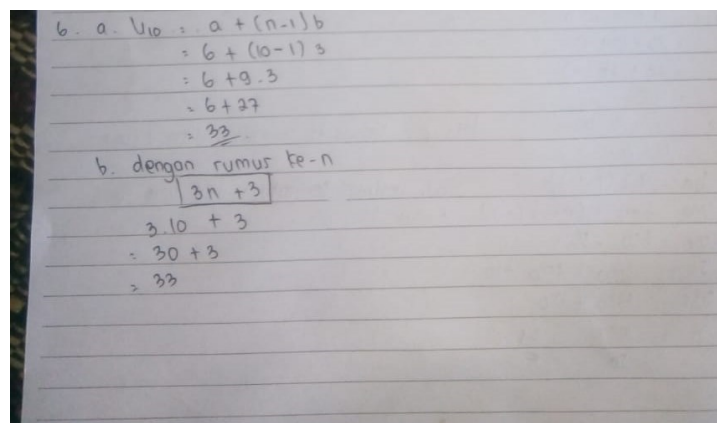 6. a. U10 = a + (n-1) b
= 6 + (10-1) 3
= 6 + 9.3
= 6 + 27
= 33
b. dengan rumus ke-n
3n + 3
3.10 + 3
= 30 + 3
= 33